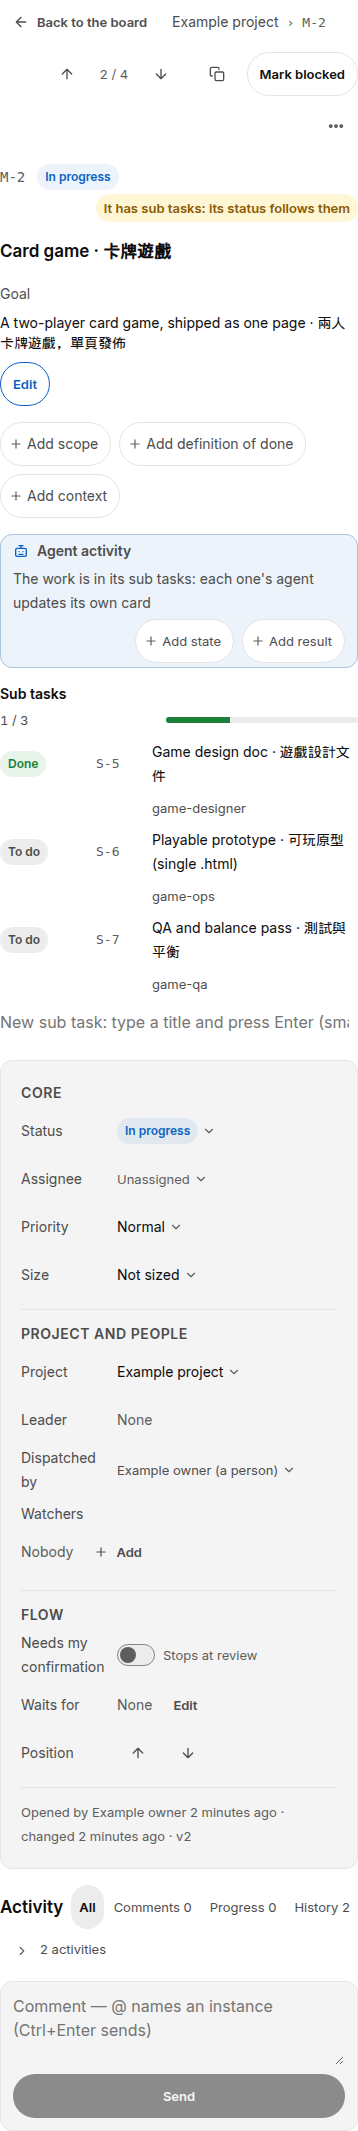 Back to the board Example project › M-2
2 / 4 Mark blocked
M-2 In progress
It has sub tasks: its status follows them
Card game · 卡牌遊戲
Goal
A two-player card game, shipped as one page · 兩人
卡牌遊戲，單頁發佈
Edit
Add scope Add definition of done
Add context
Agent activity
The work is in its sub tasks: each one's agent
updates its own card
Add state Add result
Sub tasks
1 / 3
Done S-5 Game design doc · 遊戲設計文
件
game-designer
To do S-6 Playable prototype · 可玩原型
(single .html)
game-ops
To do S-7 QA and balance pass · 測試與
平衡
game-qa
New sub task: type a title and press Enter (sma
CORE
Status In progress
Assignee Unassigned
Priority Normal
Size Not sized
PROJECT AND PEOPLE
Project Example project
Leader None
Dispatched
by Example owner (a person)
Watchers
Nobody Add
FLOW
Needs my
confirmation Stops at review
Waits for None Edit
Position
Opened by Example owner 2 minutes ago ·
changed 2 minutes ago · v2
Activity All Comments 0 Progress 0 History 2
2 activities
Comment — @ names an instance
(Ctrl+Enter sends)
Send